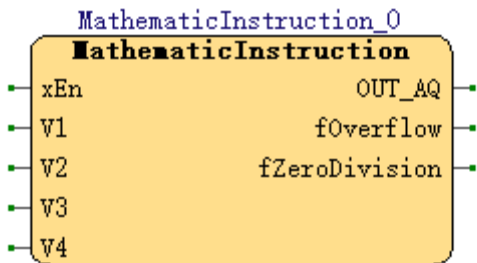 MathematicInstruction_0
MathematicInstruction
xEn OUT_AQ
V1 fOverflow
V2 fZeroDivision
V3
V4